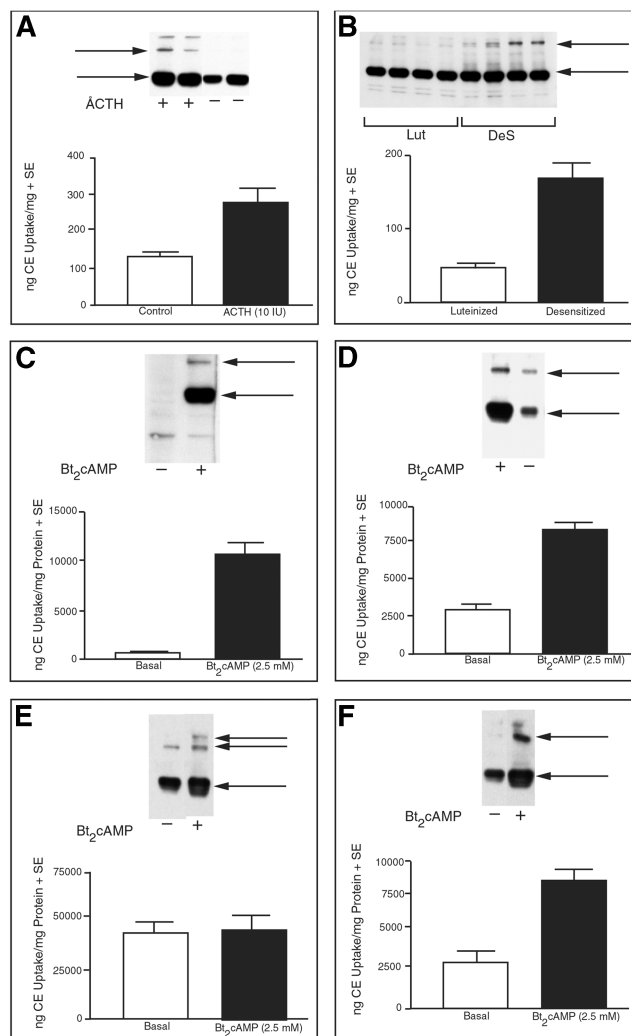 A
ÅCTH + + − −
ng CE Uptake/mg + SE
400
300
200
100
0
Control ACTH (10 IU)
B
Lut DeS
ng CE Uptake/mg + SE
200
100
0
Luteinized Desensitized
C
Bt2cAMP − +
ng CE Uptake/mg Protein + SE
15000
10000
5000
0
Basal Bt2cAMP (2.5 mM)
D
Bt2cAMP + −
ng CE Uptake/mg Protein + SE
10000
7500
5000
2500
0
Basal Bt2cAMP (2.5 mM)
E
Bt2cAMP − +
ng CE Uptake/mg Protein + SE
75000
50000
25000
0
Basal Bt2cAMP (2.5 mM)
F
Bt2cAMP − +
ng CE Uptake/mg Protein + SE
10000
7500
5000
2500
0
Basal Bt2cAMP (2.5 mM)